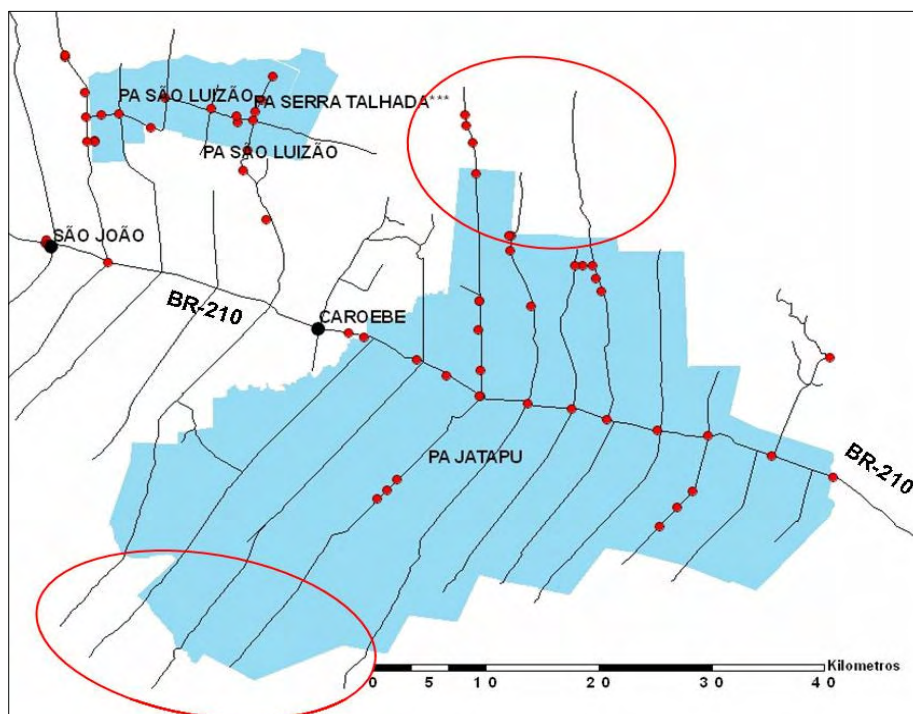 PA SÃO LUIZÃO
PA SERRA TALHADA***
PA SÃO LUIZÃO
SÃO JOÃO
BR-210
CAROEBE
PA JATAPU
BR-210
Kilometros
0 5 10 20 30 40